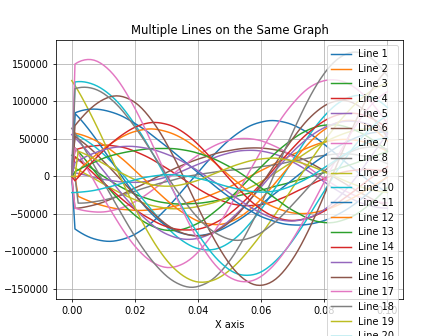 Multiple Lines on the Same Graph
150000
100000
50000
0
−50000
−100000
−150000
0.00
0.02
0.04
0.06
X axis
Line 1
Line 2
Line 3
Line 4
Line 5
Line 6
Line 7
Line 8
Line 9
Line 10
Line 11
Line 12
Line 13
Line 14
Line 15
Line 16
Line 17
Line 18
Line 19
Line 20